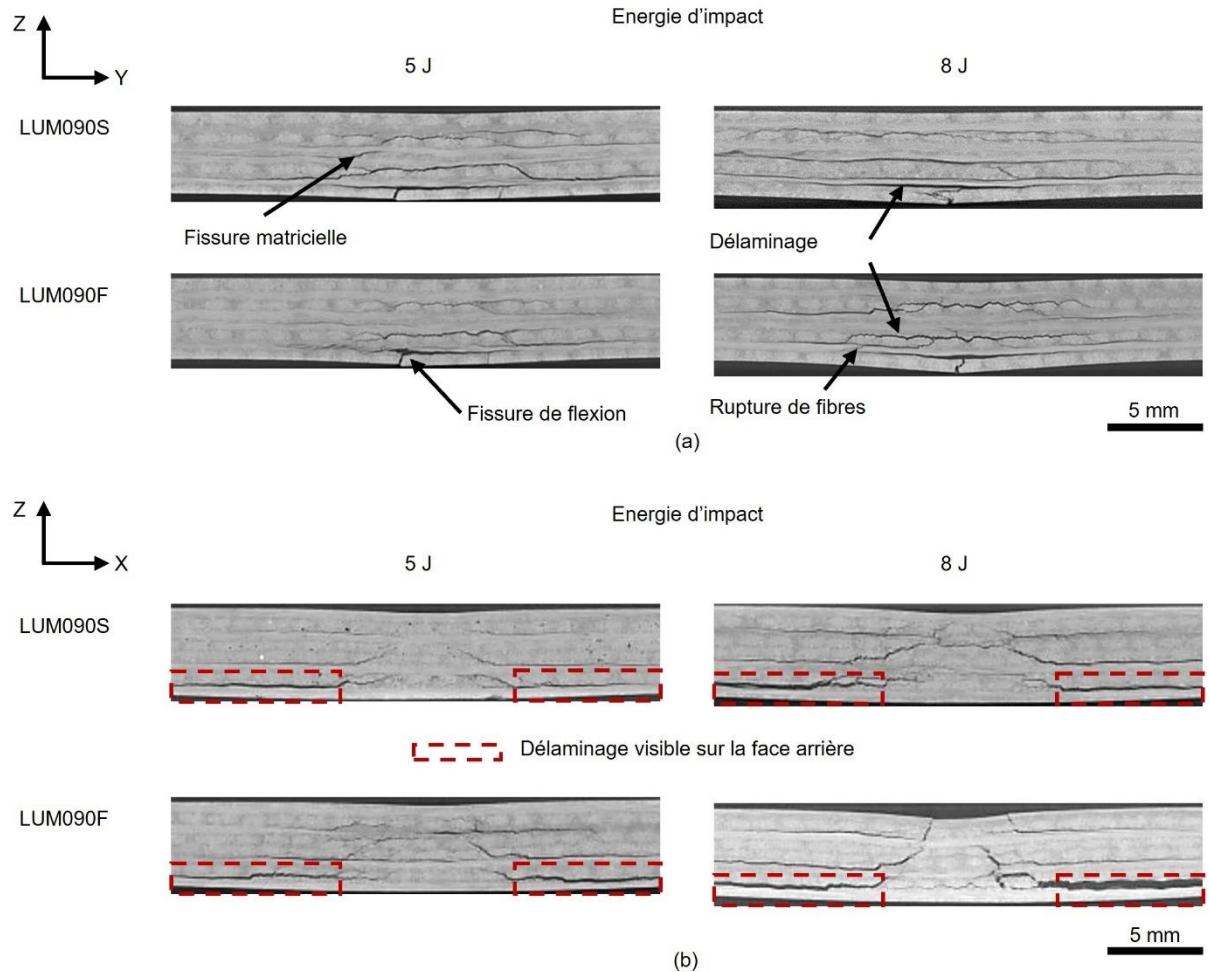 Energie d'impact
Z
Y
5 J
8 J
LUM090S
Fissure matricielle
Délaminage
LUM090F
Fissure de flexion
Rupture de fibres
5 mm
(a)
Energie d'impact
Z
X
5 J
8 J
LUM090S
Délaminage visible sur la face arrière
LUM090F
5 mm
(b)